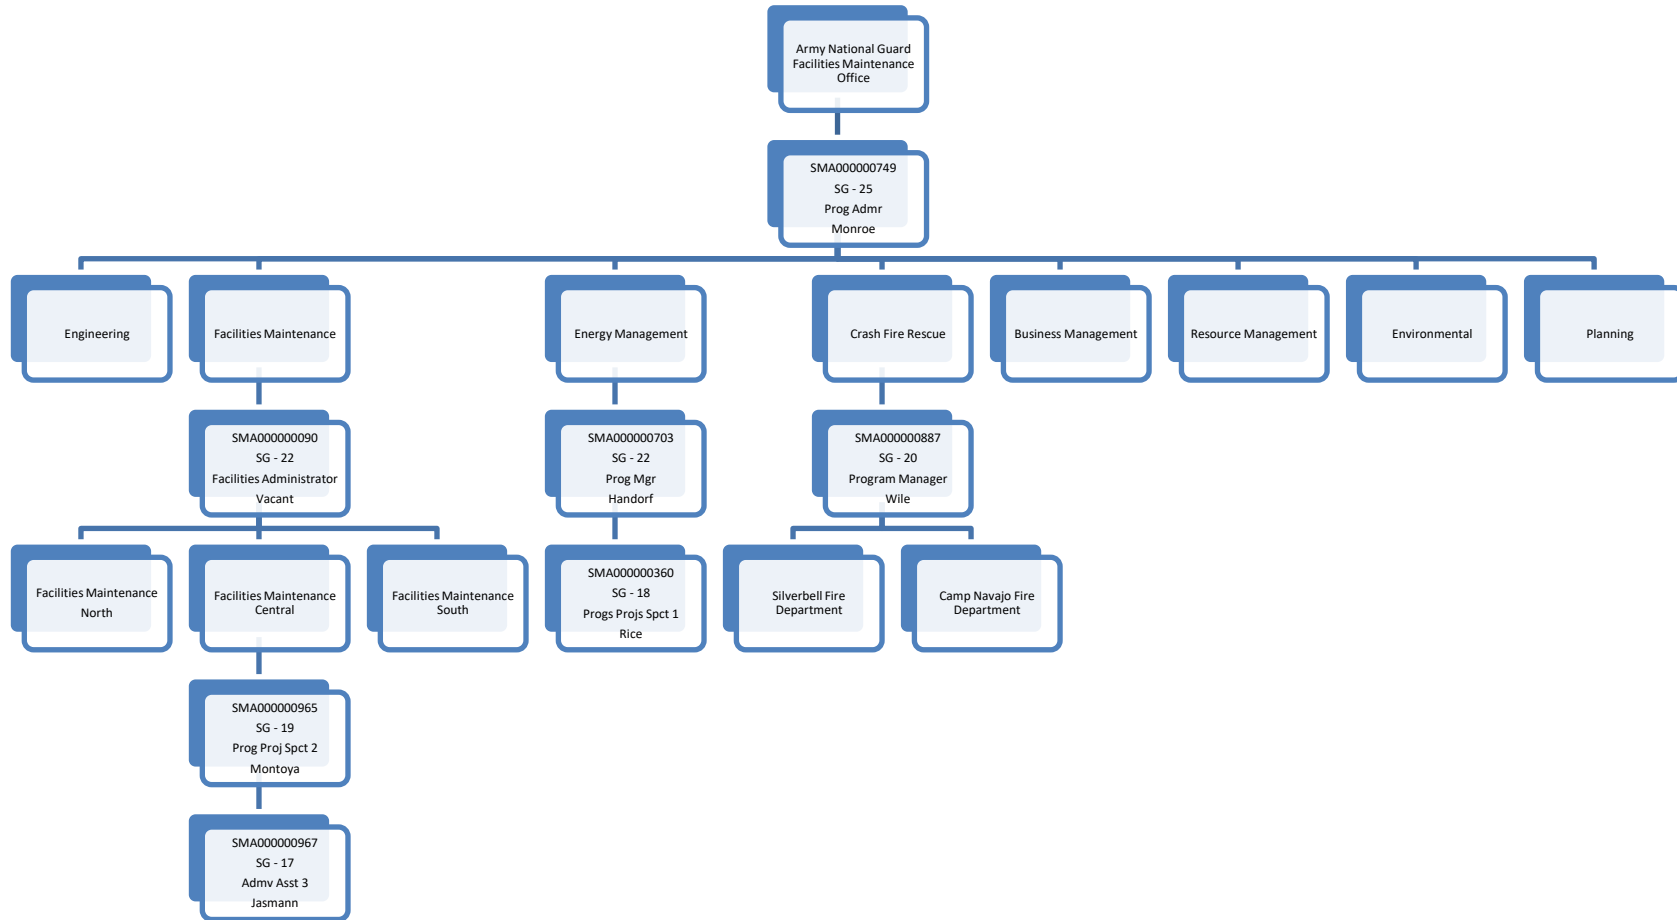 Army National Guard
Facilities Maintenance
Office
SMA000000749
SG - 25
Prog Admr
Monroe
Engineering
Facilities Maintenance
Energy Management
Crash Fire Rescue
Business Management
Resource Management
Environmental
Planning
SMA000000090
SG - 22
Facilities Administrator
Vacant
SMA000000703
SG - 22
Prog Mgr
Handorf
SMA000000887
SG - 20
Program Manager
Wile
Facilities Maintenance
North
Facilities Maintenance
Central
Facilities Maintenance
South
SMA000000360
SG - 18
Progs Projs Spct 1
Rice
Silverbell Fire
Department
Camp Navajo Fire
Department
SMA000000965
SG - 19
Prog Proj Spct 2
Montoya
SMA000000967
SG - 17
Admv Asst 3
Jasmann